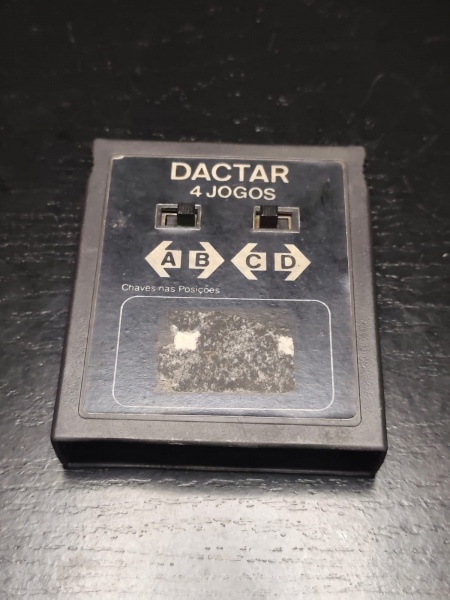 DACTAR
4 JOGOS
A B C D
Chaves nas Posições